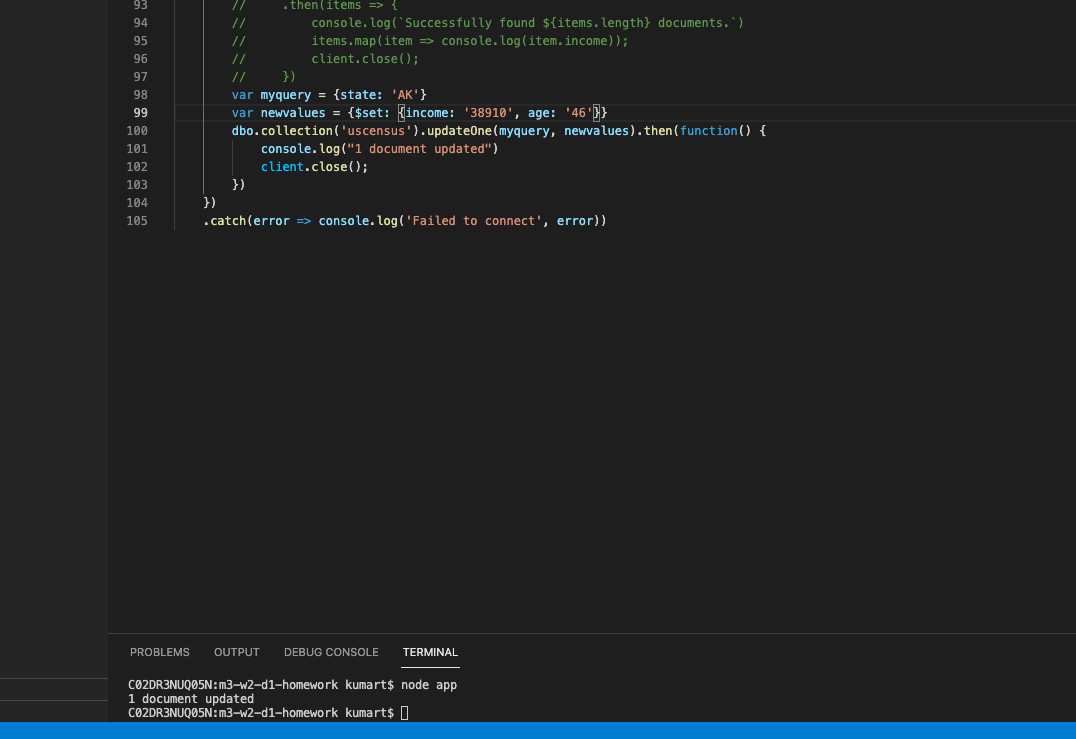 93 //     .then(items => {
94 //         console.log(`Successfully found ${items.length} documents.`)
95 //         items.map(item => console.log(item.income));
96 //         client.close();
97 //     })
98 var myquery = {state: 'AK'}
99 var newvalues = {$set: {income: '38910', age: '46'}}
100 dbo.collection('uscensus').updateOne(myquery, newvalues).then(function() {
101     console.log("1 document updated")
102     client.close();
103 })
104 })
105 .catch(error => console.log('Failed to connect', error))
PROBLEMS OUTPUT DEBUG CONSOLE TERMINAL
C02DR3NUQ05N:m3-w2-d1-homework kumart$ node app
1 document updated
C02DR3NUQ05N:m3-w2-d1-homework kumart$